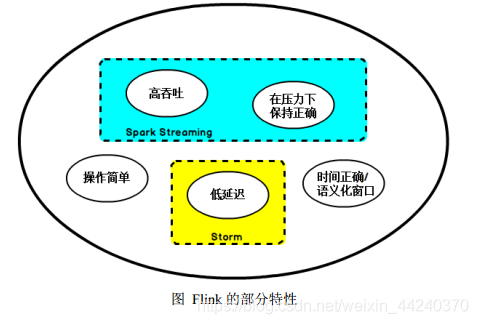 高吞吐
在压力下
保持正确
Spark Streaming
操作简单
低延迟
时间正确/
语义化窗口
Storm
图 Flink 的部分特性
https://blog.csdn.net/weixin_44240370